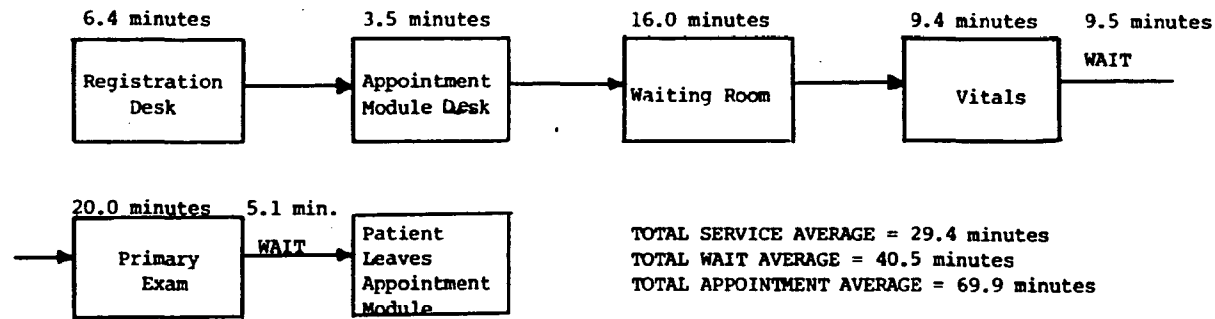 6.4 minutes
3.5 minutes
16.0 minutes
9.4 minutes
9.5 minutes
WAIT
Registration
Desk
Appointment
Module Desk
Waiting Room
Vitals
20.0 minutes
5.1 min.
WAIT
Primary
Exam
Patient
Leaves
Appointment
Module
TOTAL SERVICE AVERAGE = 29.4 minutes
TOTAL WAIT AVERAGE = 40.5 minutes
TOTAL APPOINTMENT AVERAGE = 69.9 minutes